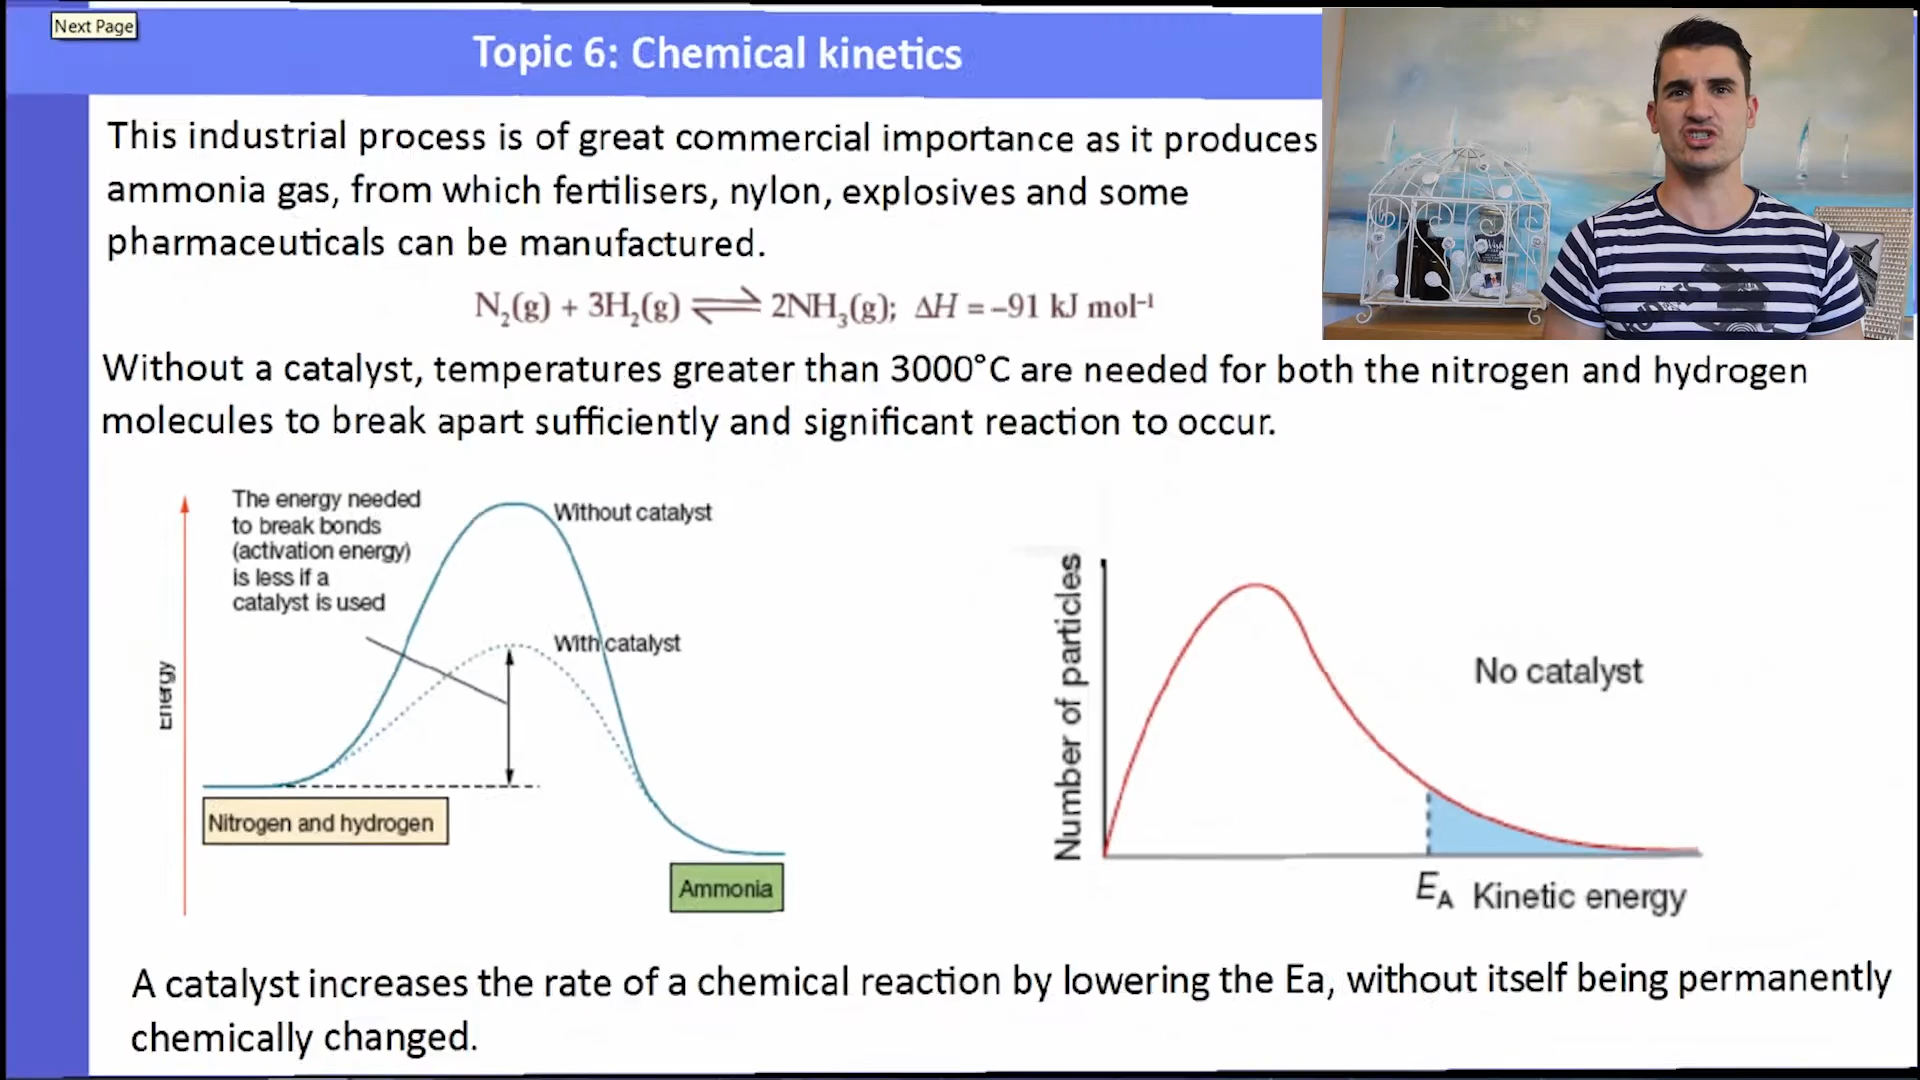 Next Page
Topic 6: Chemical kinetics
This industrial process is of great commercial importance as it produces
ammonia gas, from which fertilisers, nylon, explosives and some
pharmaceuticals can be manufactured.
N₂(g) + 3H₂(g) ⇌ 2NH₃(g); ΔH = –91 kJ mol⁻¹
Without a catalyst, temperatures greater than 3000°C are needed for both the nitrogen and hydrogen
molecules to break apart sufficiently and significant reaction to occur.
The energy needed
to break bonds
(activation energy)
is less if a
catalyst is used
Without catalyst
With catalyst
Energy
Nitrogen and hydrogen
Ammonia
Number of particles
No catalyst
E_A Kinetic energy
A catalyst increases the rate of a chemical reaction by lowering the Ea, without itself being permanently
chemically changed.